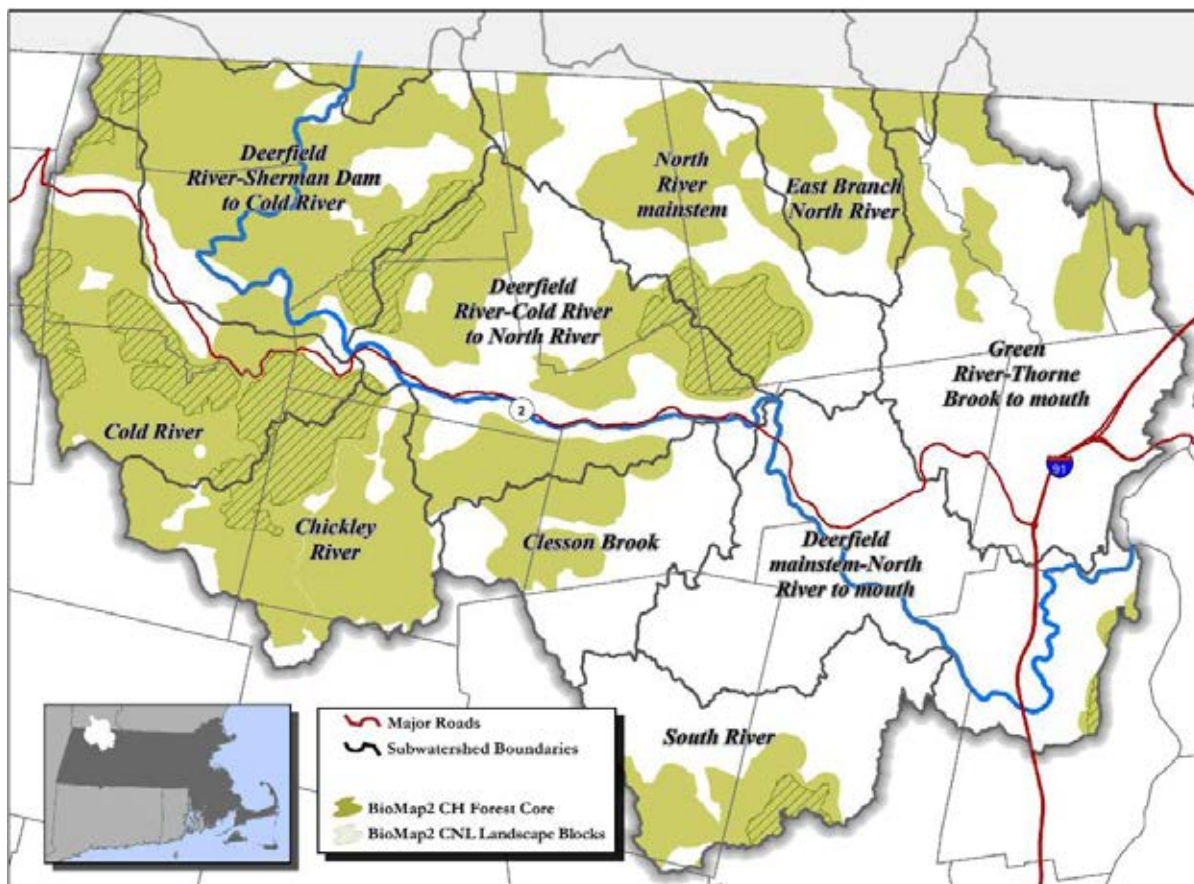 Deerfield
River-Sherman Dam
to Cold River
North
River
mainstem
East Branch
North River
Deerfield
River-Cold River
to North River
Green
River-Thorne
Brook to mouth
2
Cold River
91
Chickley
River
Clesson Brook
Deerfield
mainstem-North
River to mouth
South River
Major Roads
Subwatershed Boundaries
BioMap2 CH Forest Core
BioMap2 CNL Landscape Blocks